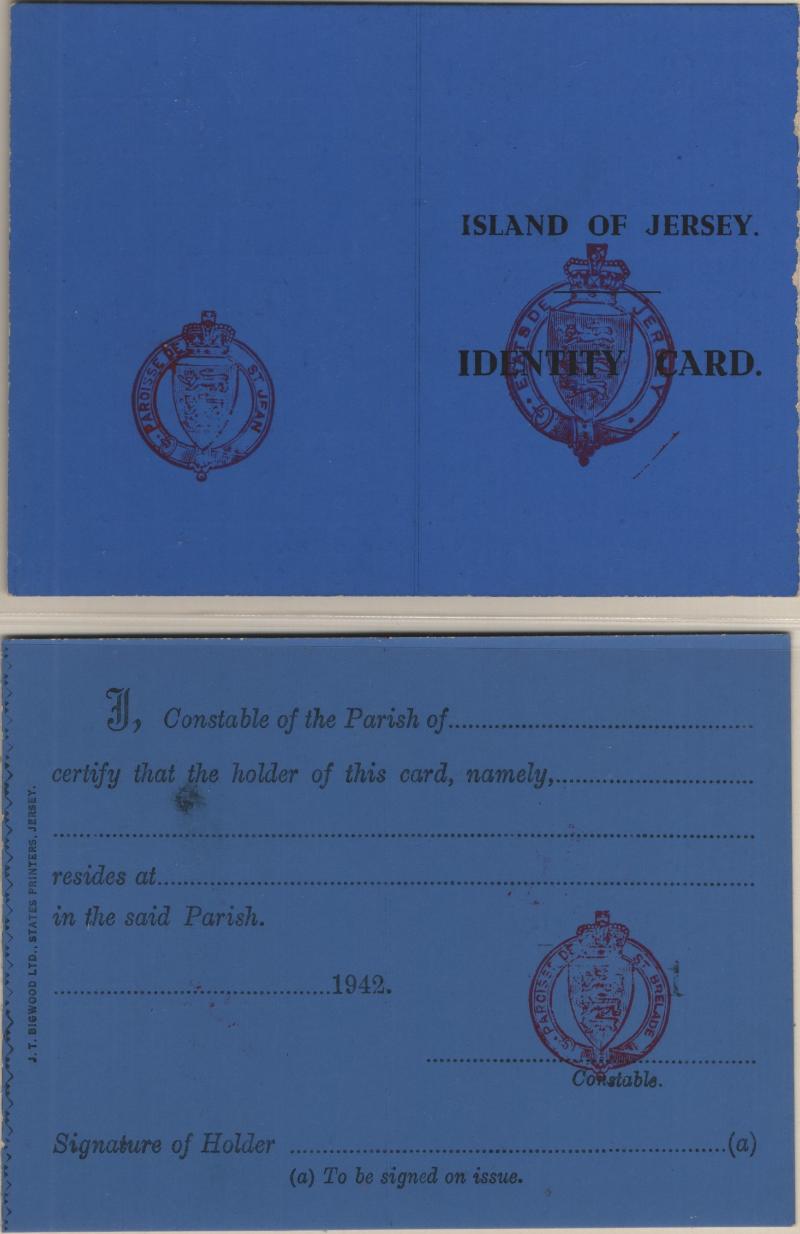 ISLAND OF JERSEY.
ETATS DE JERSEY
IDENTITY CARD.
PAROISSE DE ST. JEAN
I, Constable of the Parish of
certify that the holder of this card, namely,
resides at
in the said Parish.
1942.
PAROISSE DE ST. BRELADE
Constable.
Signature of Holder (a)
(a) To be signed on issue.
J. T. BIGWOOD LTD., STATES PRINTERS, JERSEY.